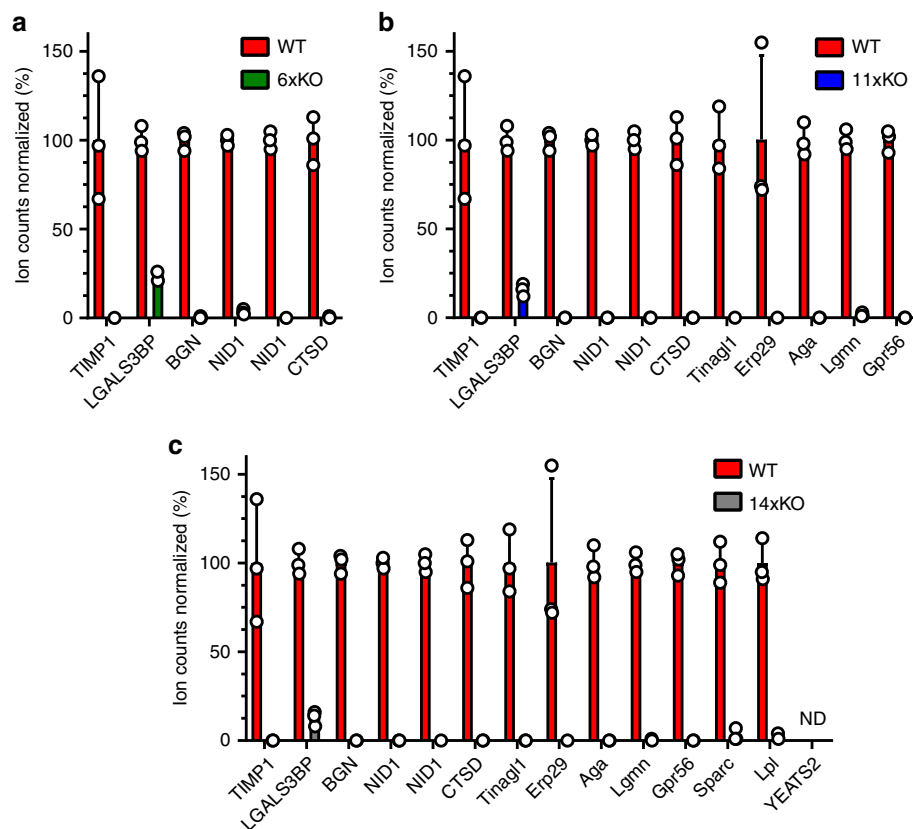 a
WT
6xKO
Ion counts normalized (%)
150
100
50
0
TIMP1
LGALS3BP
BGN
NID1
NID1
CTSD
b
WT
11xKO
Ion counts normalized (%)
150
100
50
0
TIMP1
LGALS3BP
BGN
NID1
NID1
CTSD
Tinagl1
Erp29
Aga
Lgmn
Gpr56
c
WT
14xKO
Ion counts normalized (%)
150
100
50
0
ND
TIMP1
LGALS3BP
BGN
NID1
NID1
CTSD
Tinagl1
Erp29
Aga
Lgmn
Gpr56
Sparc
Lpl
YEATS2